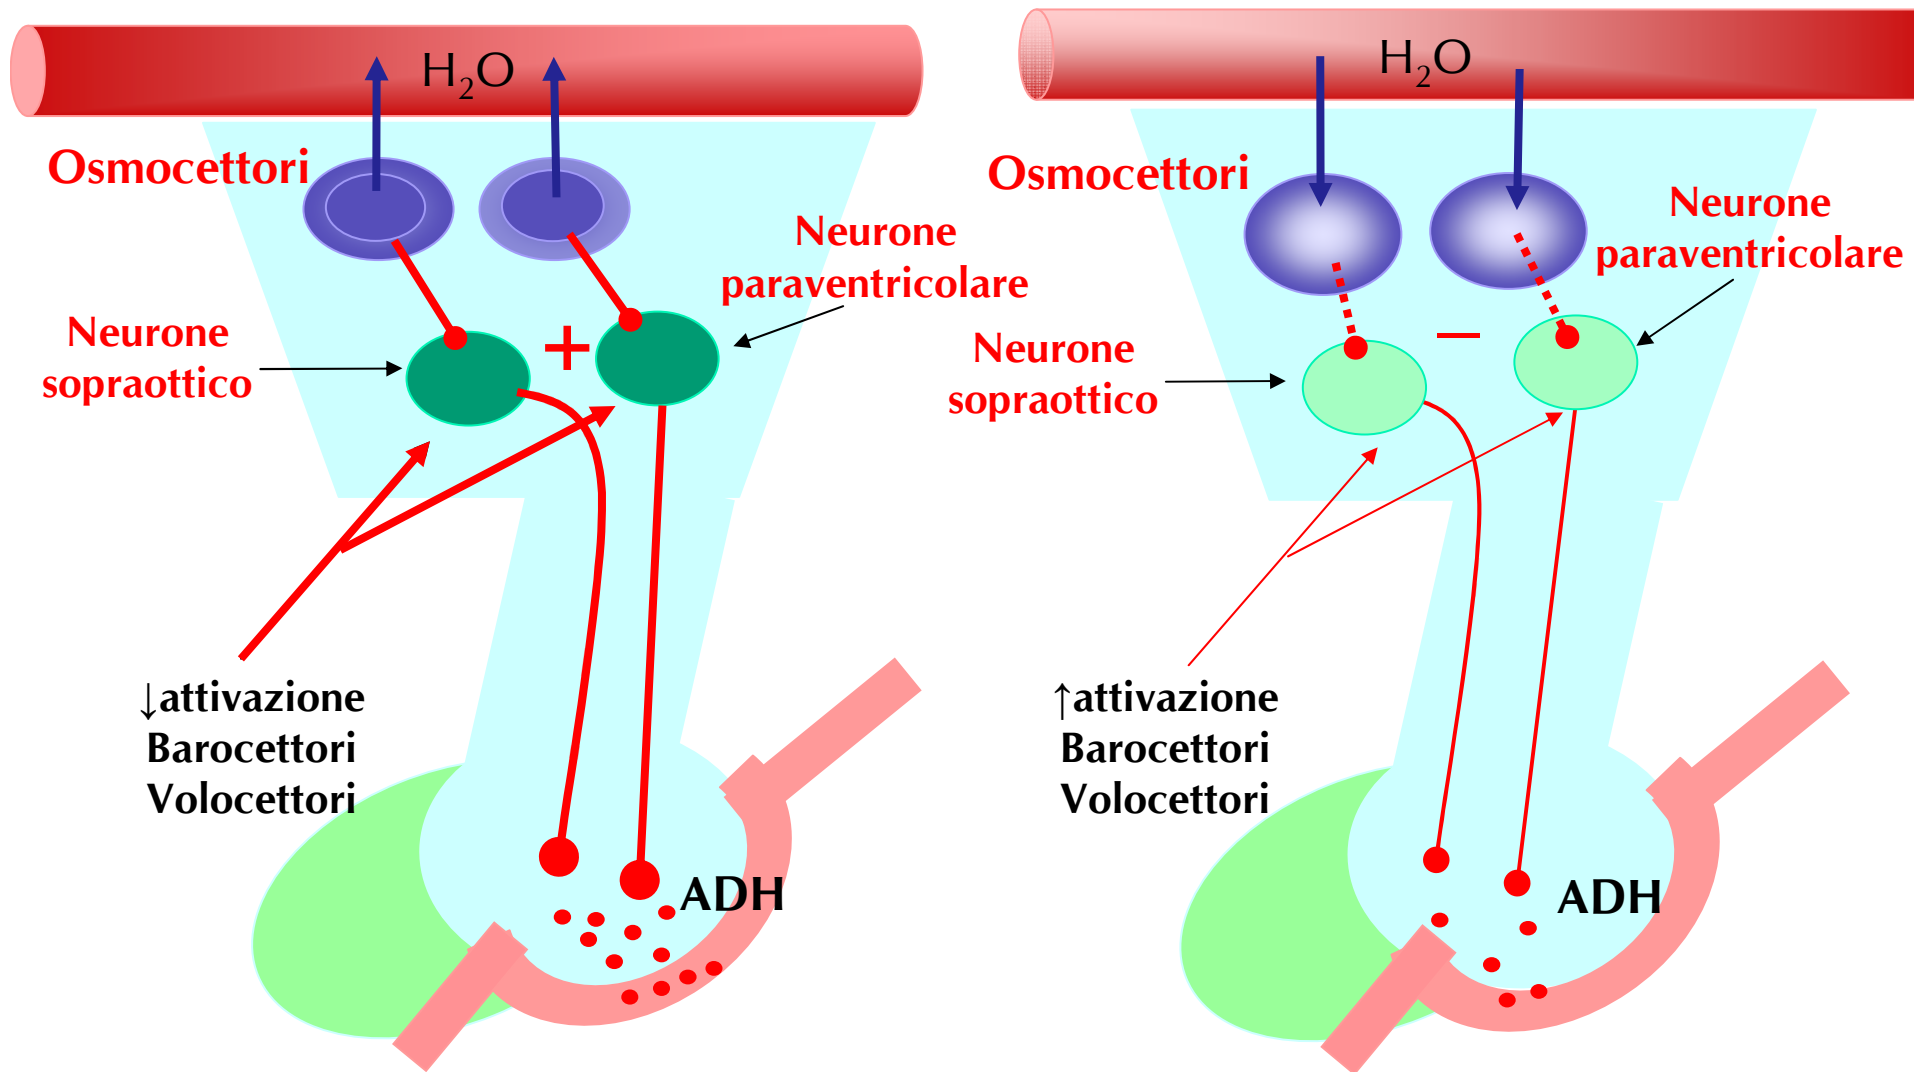 H₂O
Osmocettori
Neurone
paraventricolare
Neurone
sopraottico
+
↓attivazione
Barocettori
Volocettori
ADH
H₂O
Osmocettori
Neurone
paraventricolare
Neurone
sopraottico
–
↑attivazione
Barocettori
Volocettori
ADH